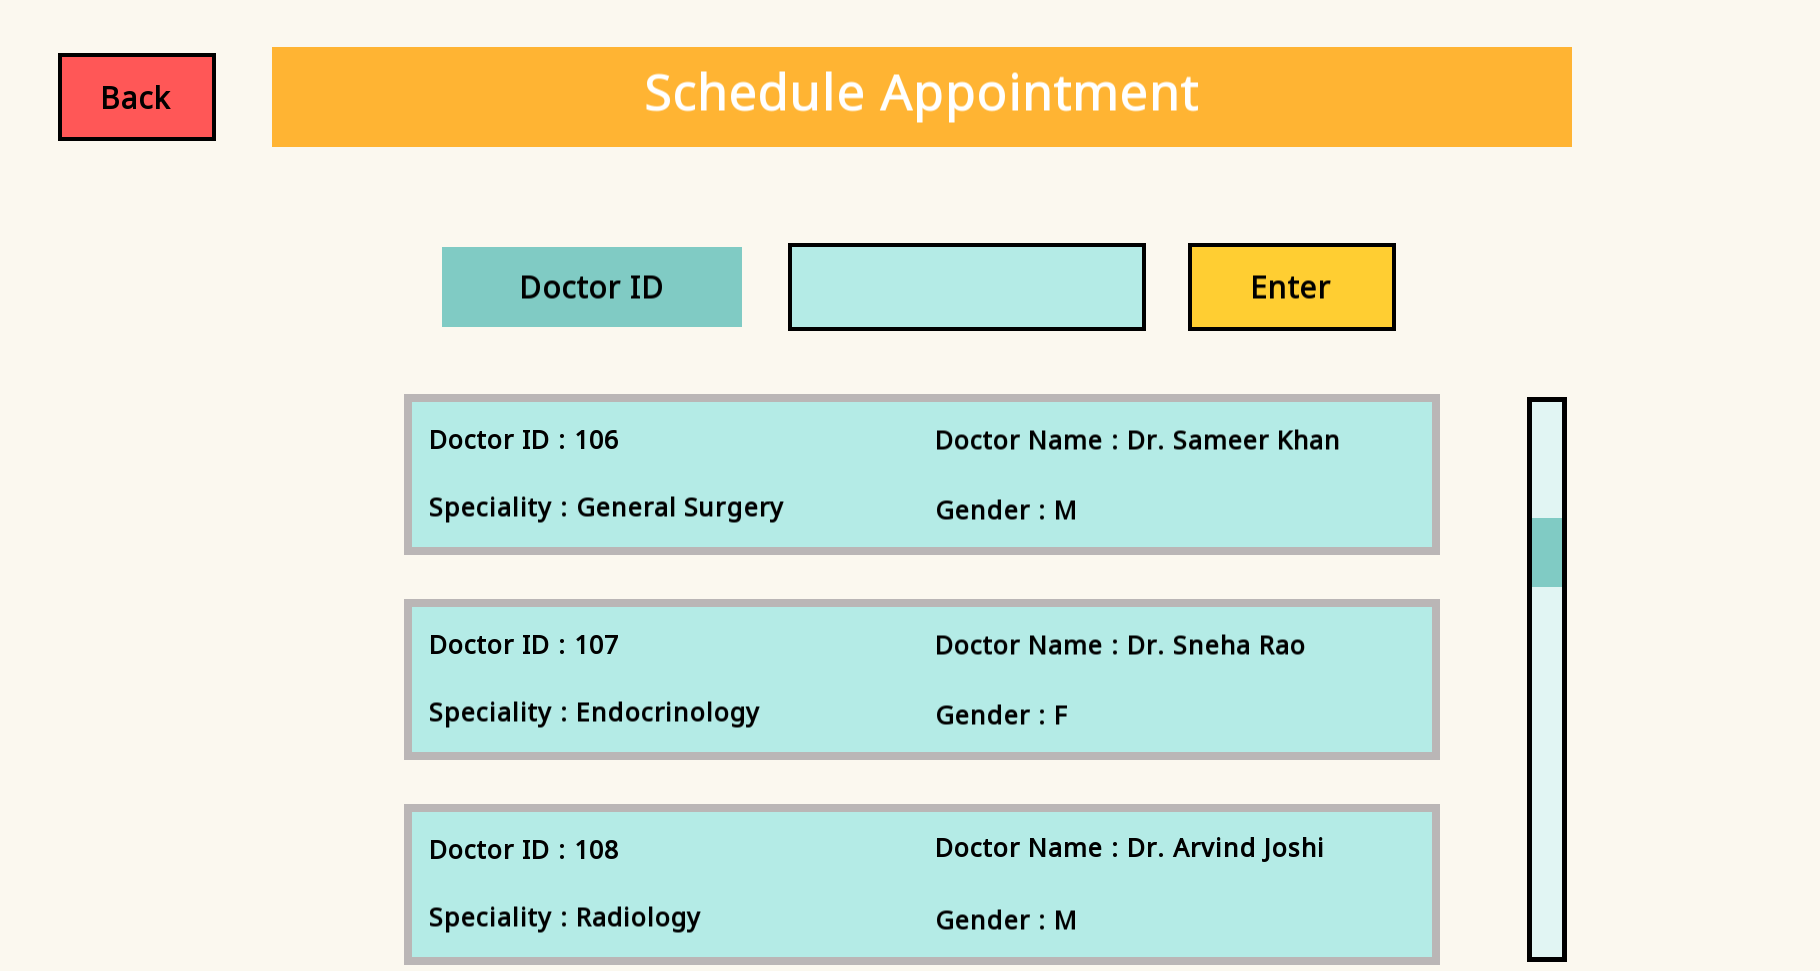 Back
Schedule Appointment
Doctor ID
Enter
Doctor ID : 106
Doctor Name : Dr. Sameer Khan
Speciality : General Surgery
Gender : M
Doctor ID : 107
Doctor Name : Dr. Sneha Rao
Speciality : Endocrinology
Gender : F
Doctor ID : 108
Doctor Name : Dr. Arvind Joshi
Speciality : Radiology
Gender : M